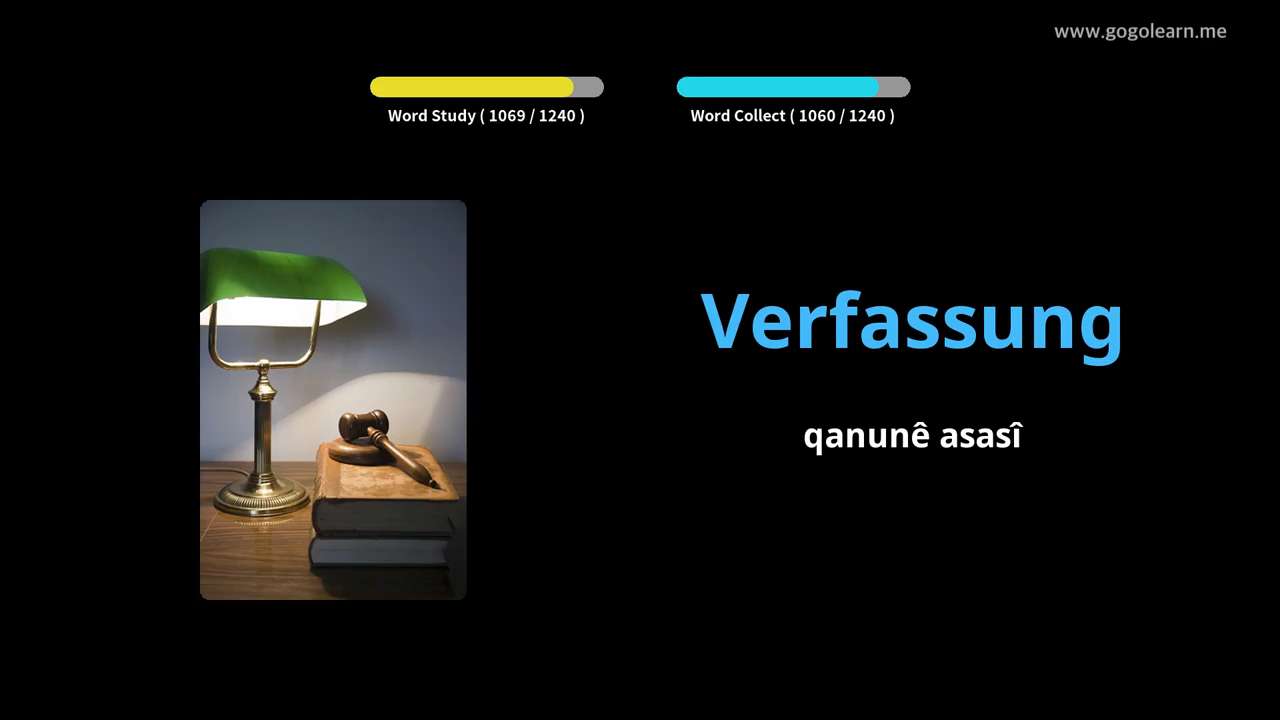 www.gogolearn.me
Word Study ( 1069 / 1240 )
Word Collect ( 1060 / 1240 )
Verfassung
qanunê asasî